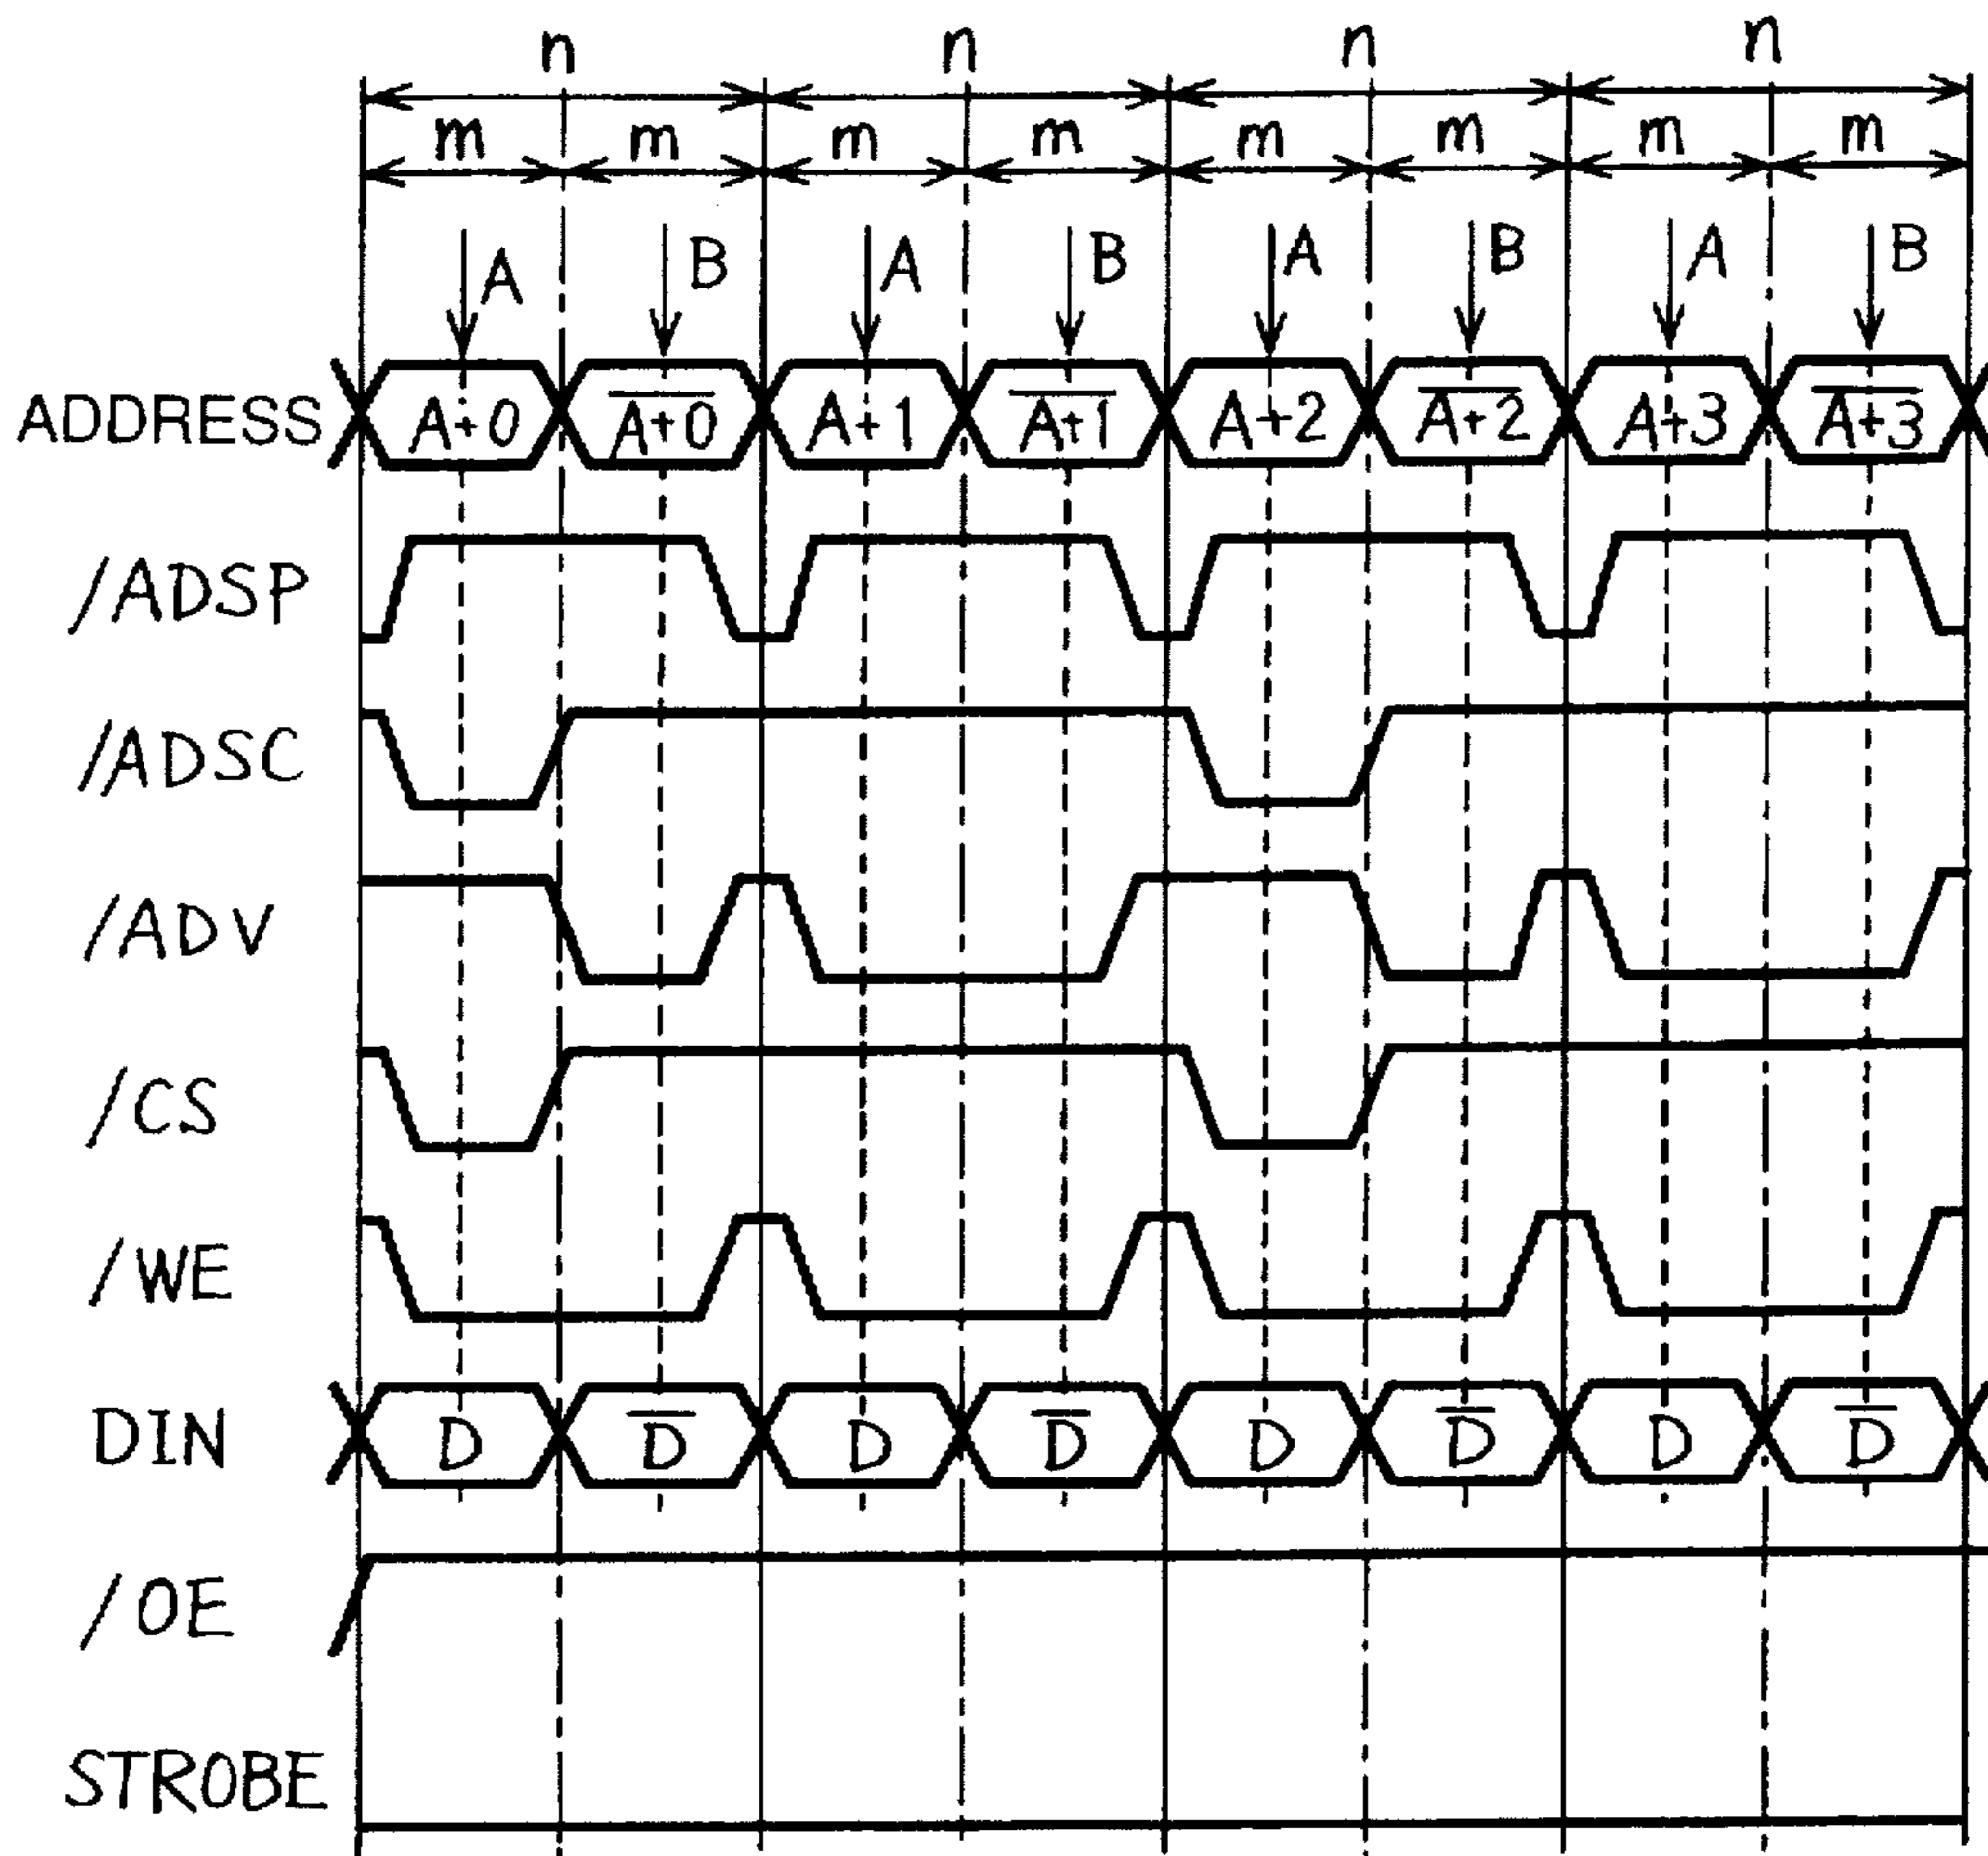 n n n n
m m m m m m m m
A B A B A B A B
ADDRESS A+0 A̅+̅0̅ A+1 A̅+̅1̅ A+2 A̅+̅2̅ A+3 A̅+̅3̅
/ADSP
/ADSC
/ADV
/CS
/WE
DIN D D̅ D D̅ D D̅ D D̅
/OE
STROBE